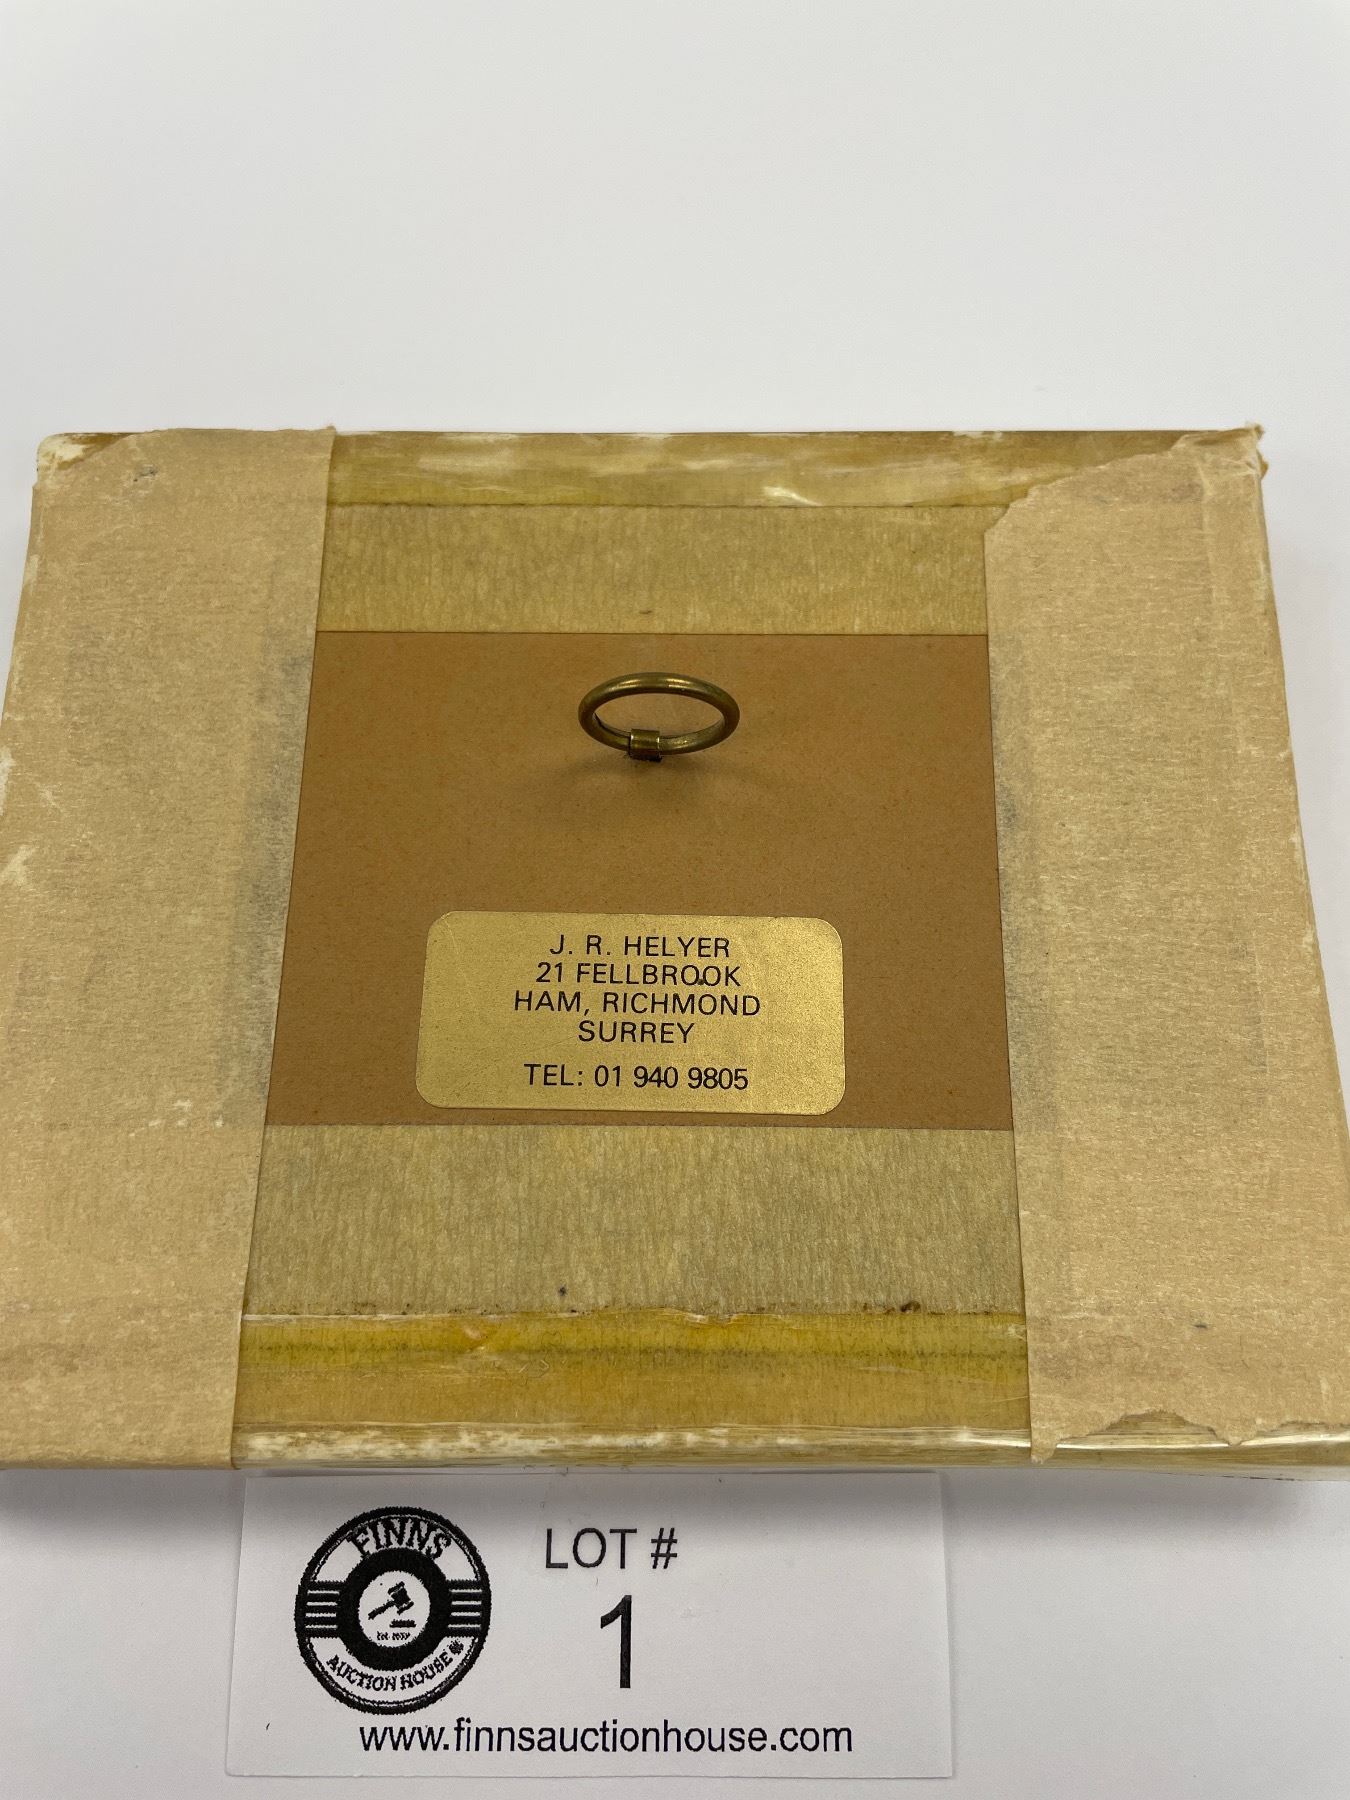 J. R. HELYER
21 FELLBROOK
HAM, RICHMOND
SURREY
TEL: 01 940 9805
FINNS
AUCTION HOUSE
LOT #
1
www.finnsauctionhouse.com